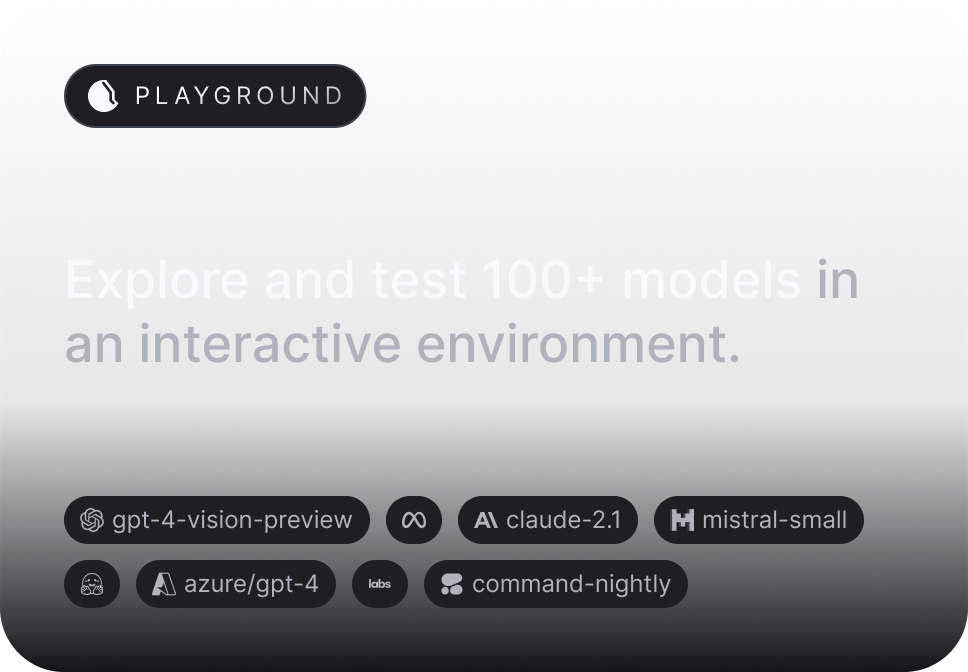 PLAYGROUND
Explore and test 100+ models in
an interactive environment.
gpt-4-vision-preview
A\ claude-2.1
mistral-small
azure/gpt-4
labs
command-nightly